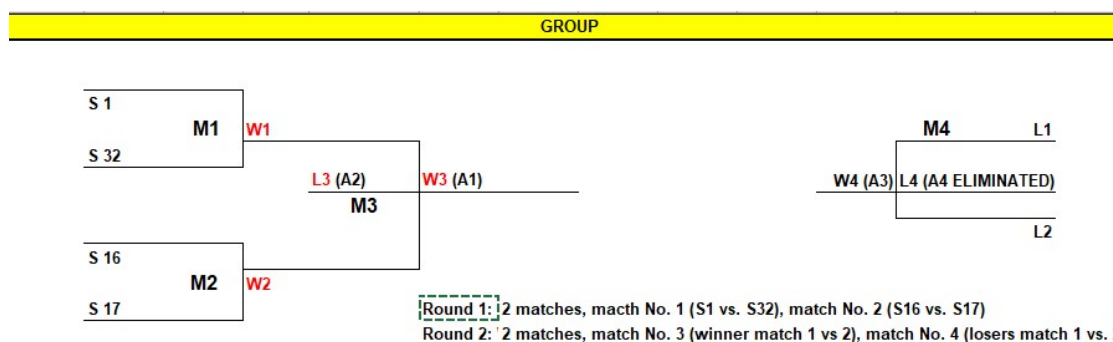 GROUP
S 1
M1
W1
S 32
L3 (A2)
W3 (A1)
M3
S 16
M2
W2
S 17
M4
L1
W4 (A3)
L4 (A4 ELIMINATED)
L2
Round 1: 2 matches, macth No. 1 (S1 vs. S32), match No. 2 (S16 vs. S17)
Round 2: 2 matches, match No. 3 (winner match 1 vs 2), match No. 4 (losers match 1 vs.